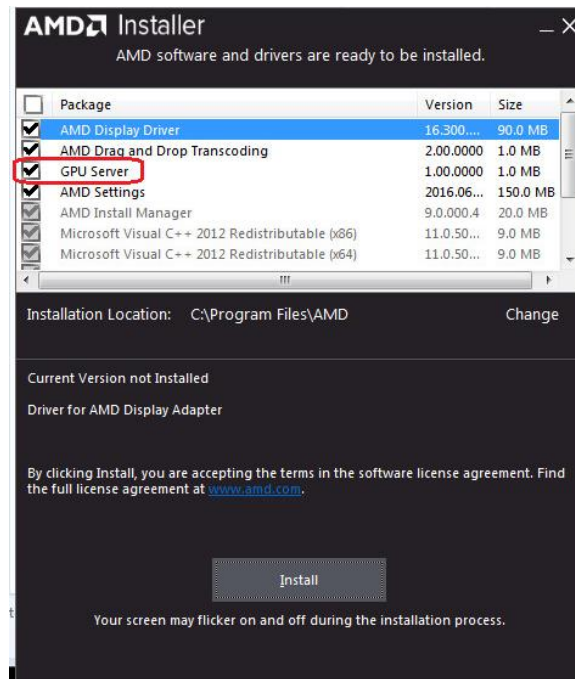 AMD Installer
AMD software and drivers are ready to be installed.
Package Version Size
AMD Display Driver 16.300.... 90.0 MB
AMD Drag and Drop Transcoding 2.00.0000 1.0 MB
GPU Server 1.00.0000 1.0 MB
AMD Settings 2016.06... 150.0 MB
AMD Install Manager 9.0.000.4 20.0 MB
Microsoft Visual C++ 2012 Redistributable (x86) 11.0.50... 9.0 MB
Microsoft Visual C++ 2012 Redistributable (x64) 11.0.50... 9.0 MB
Installation Location: C:\Program Files\AMD Change
Current Version not Installed
Driver for AMD Display Adapter
By clicking Install, you are accepting the terms in the software license agreement. Find
the full license agreement at www.amd.com.
Install
Your screen may flicker on and off during the installation process.